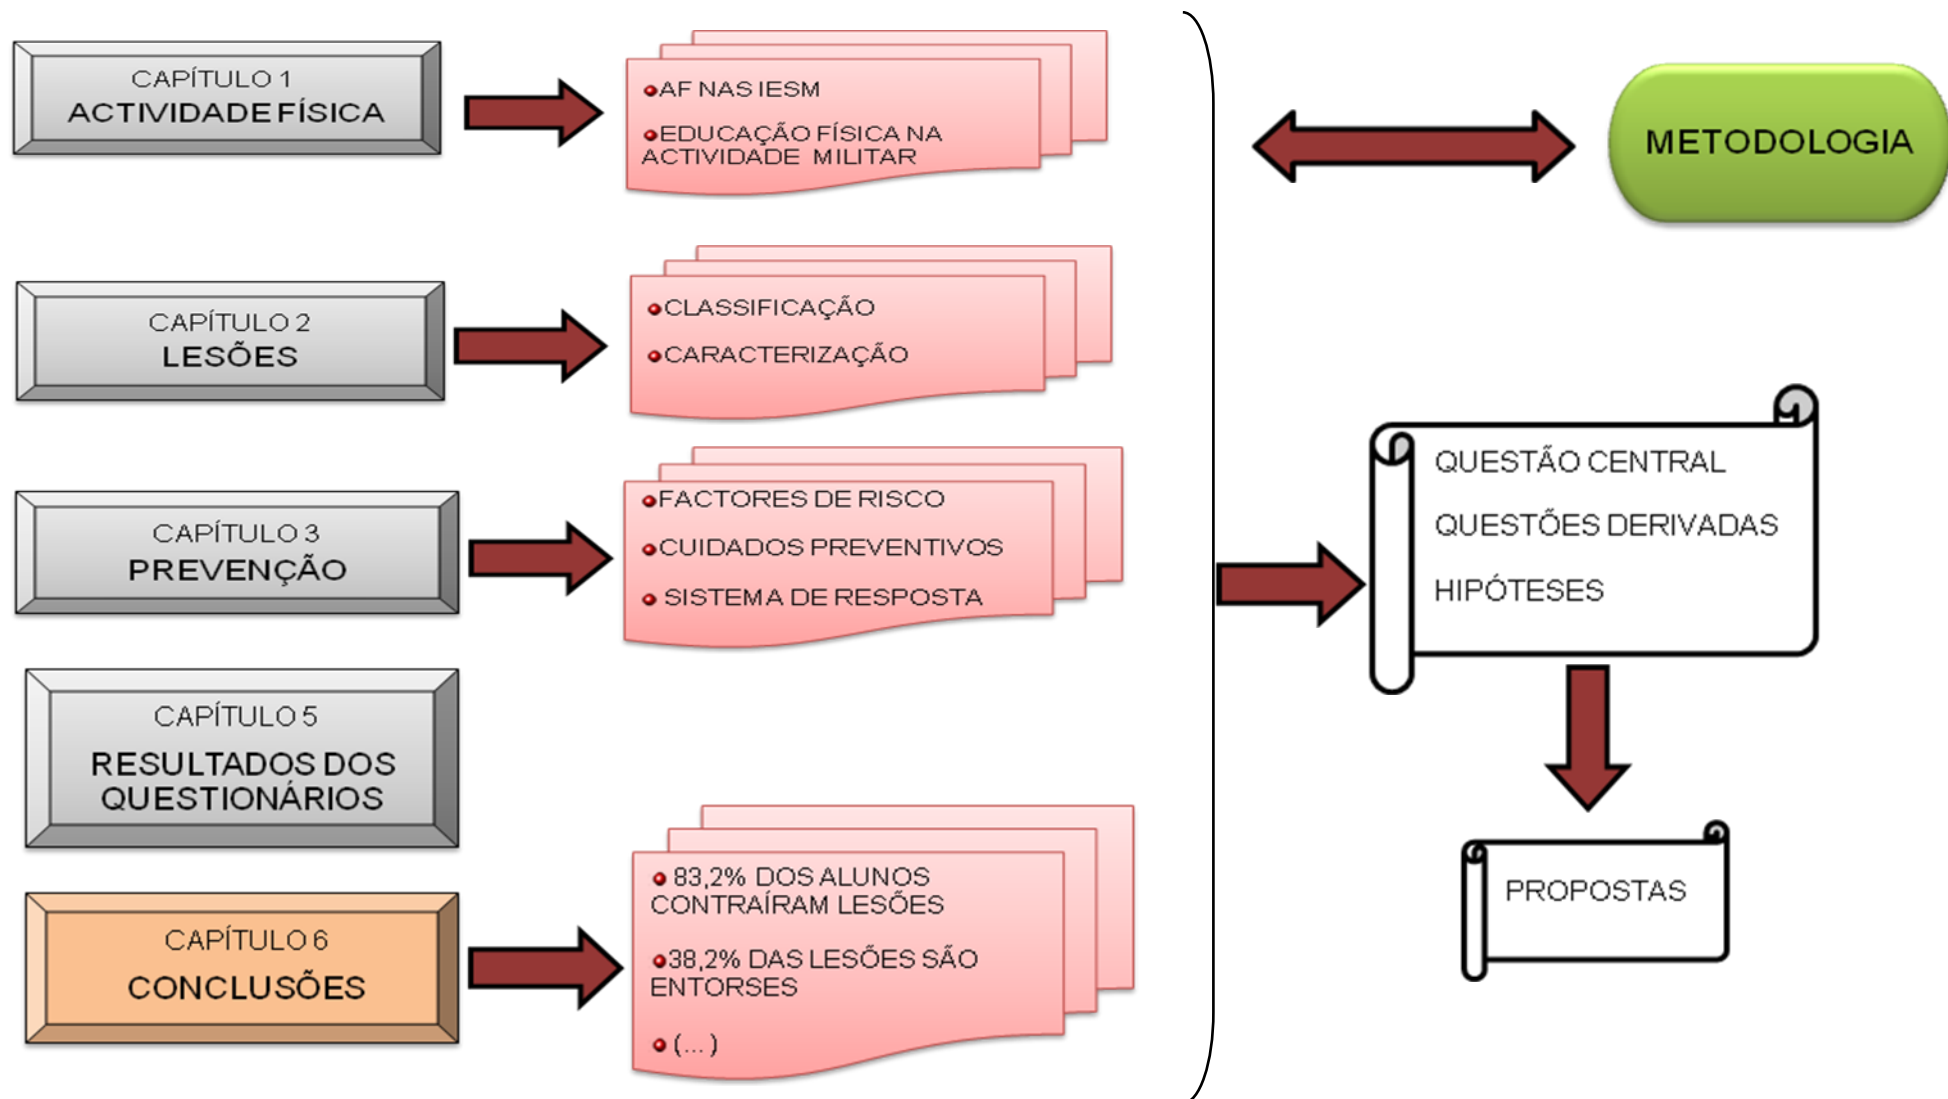 CAPÍTULO 1
ACTIVIDADE FÍSICA
AF NAS IESM
EDUCAÇÃO FÍSICA NA
ACTIVIDADE MILITAR
METODOLOGIA
CAPÍTULO 2
LESÕES
CLASSIFICAÇÃO
CARACTERIZAÇÃO
CAPÍTULO 3
PREVENÇÃO
FACTORES DE RISCO
CUIDADOS PREVENTIVOS
SISTEMA DE RESPOSTA
QUESTÃO CENTRAL
QUESTÕES DERIVADAS
HIPÓTESES
CAPÍTULO 5
RESULTADOS DOS
QUESTIONÁRIOS
CAPÍTULO 6
CONCLUSÕES
83,2% DOS ALUNOS
CONTRAÍRAM LESÕES
38,2% DAS LESÕES SÃO
ENTORSES
(... )
PROPOSTAS